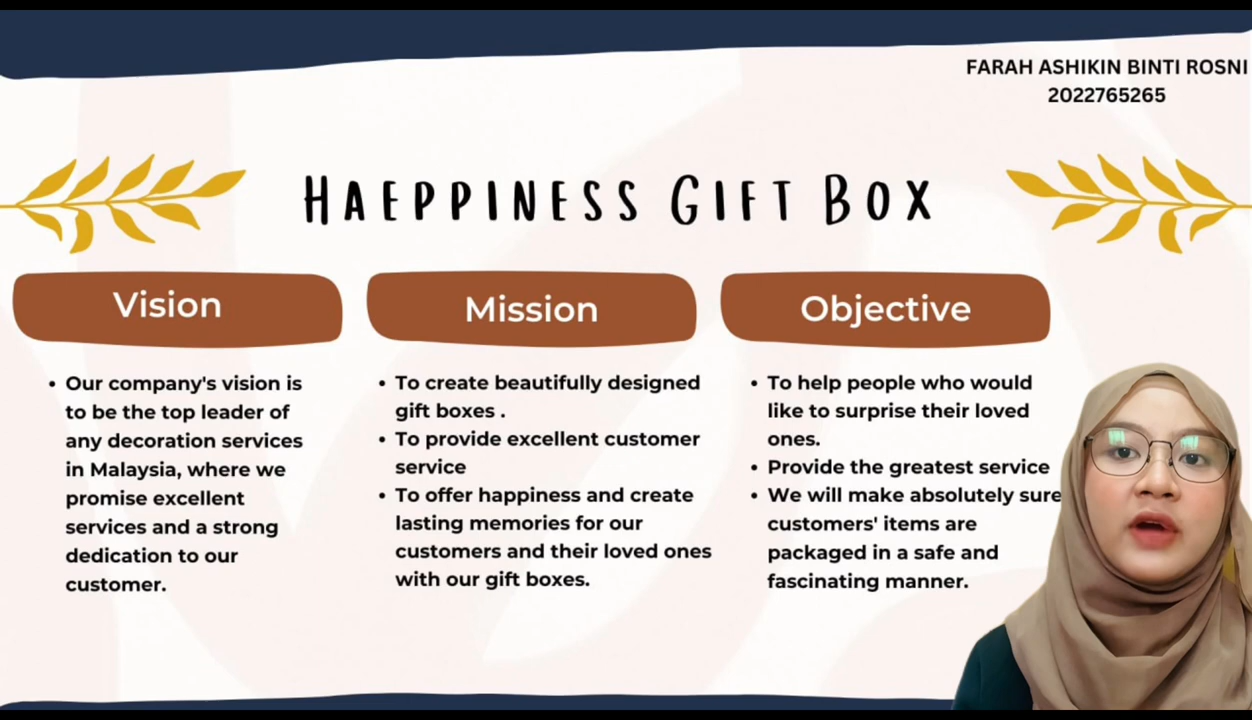 FARAH ASHIKIN BINTI ROSNI
2022765265
HAEPPINESS GIFT BOX
Vision
• Our company's vision is
to be the top leader of
any decoration services
in Malaysia, where we
promise excellent
services and a strong
dedication to our
customer.
Mission
• To create beautifully designed
gift boxes .
• To provide excellent customer
service
• To offer happiness and create
lasting memories for our
customers and their loved ones
with our gift boxes.
Objective
• To help people who would
like to surprise their loved
ones.
• Provide the greatest service
• We will make absolutely sure
customers' items are
packaged in a safe and
fascinating manner.